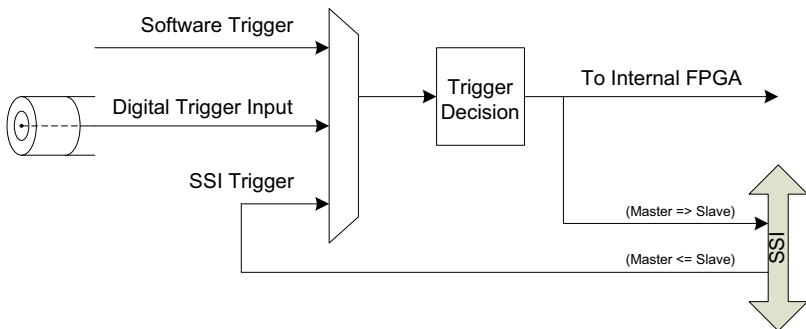 Software Trigger
Digital Trigger Input
SSI Trigger
Trigger
Decision
To Internal FPGA
(Master => Slave)
(Master <= Slave)
SSI